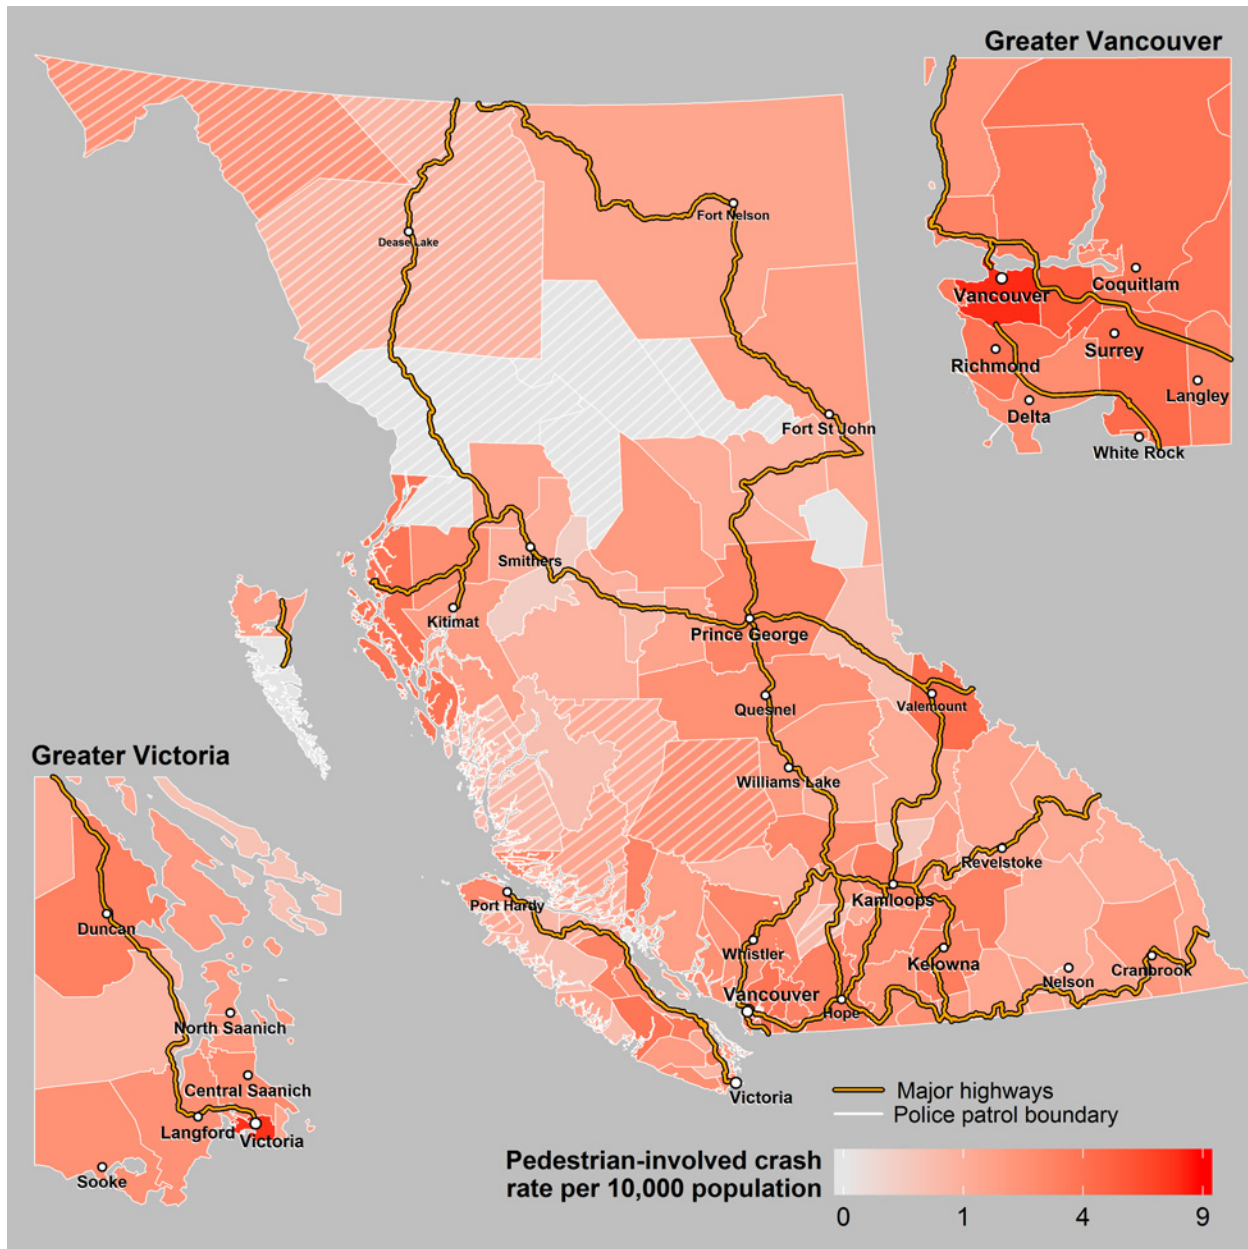 Greater Vancouver
Fort Nelson
Dease Lake
Coquitlam
Vancouver
Surrey
Richmond
Langley
Delta
Fort St John
White Rock
Smithers
Kitimat
Prince George
Quesnel
Valemount
Greater Victoria
Williams Lake
Revelstoke
Kamloops
Port Hardy
Duncan
Whistler
Kelowna
Cranbrook
Nelson
Vancouver
Hope
North Saanich
Central Saanich
Victoria
Major highways
Police patrol boundary
Langford
Victoria
Sooke
Pedestrian-involved crash
rate per 10,000 population
0 1 4 9